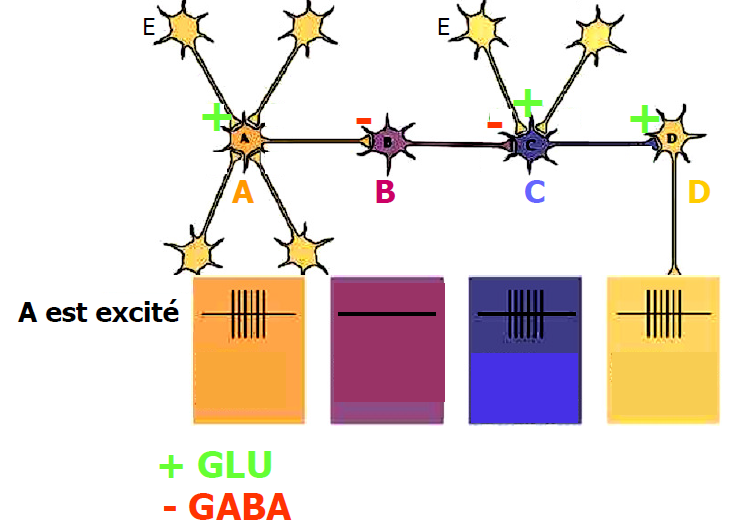 E E
+ - - + +
A B C D
A B C D
A est excité
+ GLU
- GABA